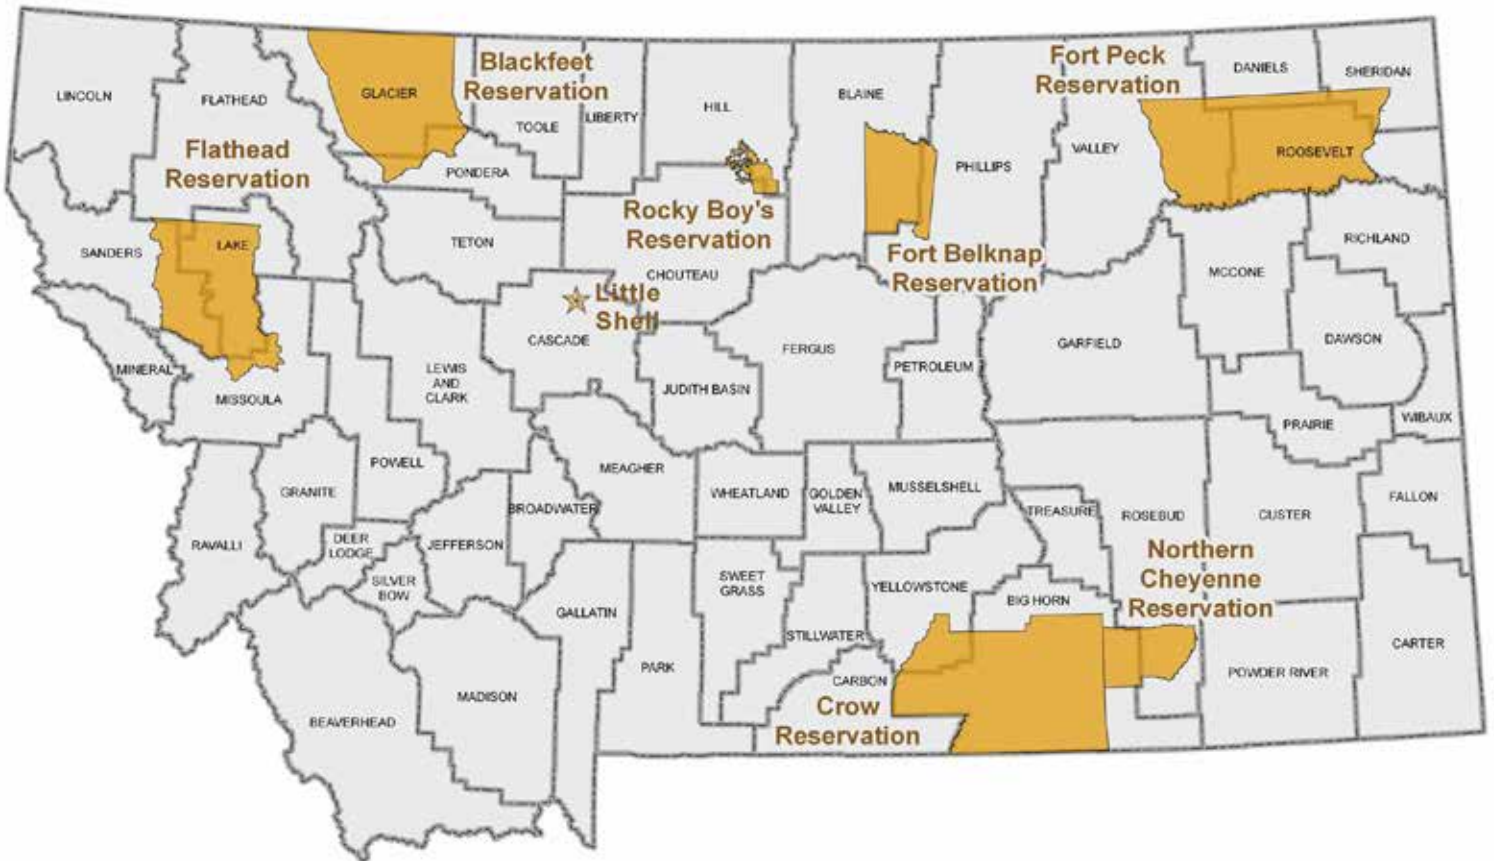 Blackfeet
Reservation
Fort Peck
Reservation
DANIELS
SHERIDAN
LINCOLN
FLATHEAD
GLACIER
TOOLE
LIBERTY
HILL
BLAINE
PHILLIPS
VALLEY
ROOSEVELT
Flathead
Reservation
PONDERA
Rocky Boy's
Reservation
SANDERS
LAKE
TETON
CHOUTEAU
Fort Belknap
Reservation
MCCONE
RICHLAND
Little
Shell
CASCADE
FERGUS
PETROLEUM
GARFIELD
DAWSON
MINERAL
MISSOULA
LEWIS
AND
CLARK
JUDITH BASIN
PRAIRIE
WIBAUX
POWELL
GRANITE
MEAGHER
WHEATLAND
GOLDEN
VALLEY
MUSSELSHELL
TREASURE
ROSEBUD
CUSTER
FALLON
RAVALLI
DEER
LODGE
JEFFERSON
BROADWATER
SILVER
BOW
GALLATIN
SWEET
GRASS
YELLOWSTONE
BIG HORN
Northern
Cheyenne
Reservation
STILLWATER
PARK
CARBON
POWDER RIVER
CARTER
BEAVERHEAD
MADISON
Crow
Reservation